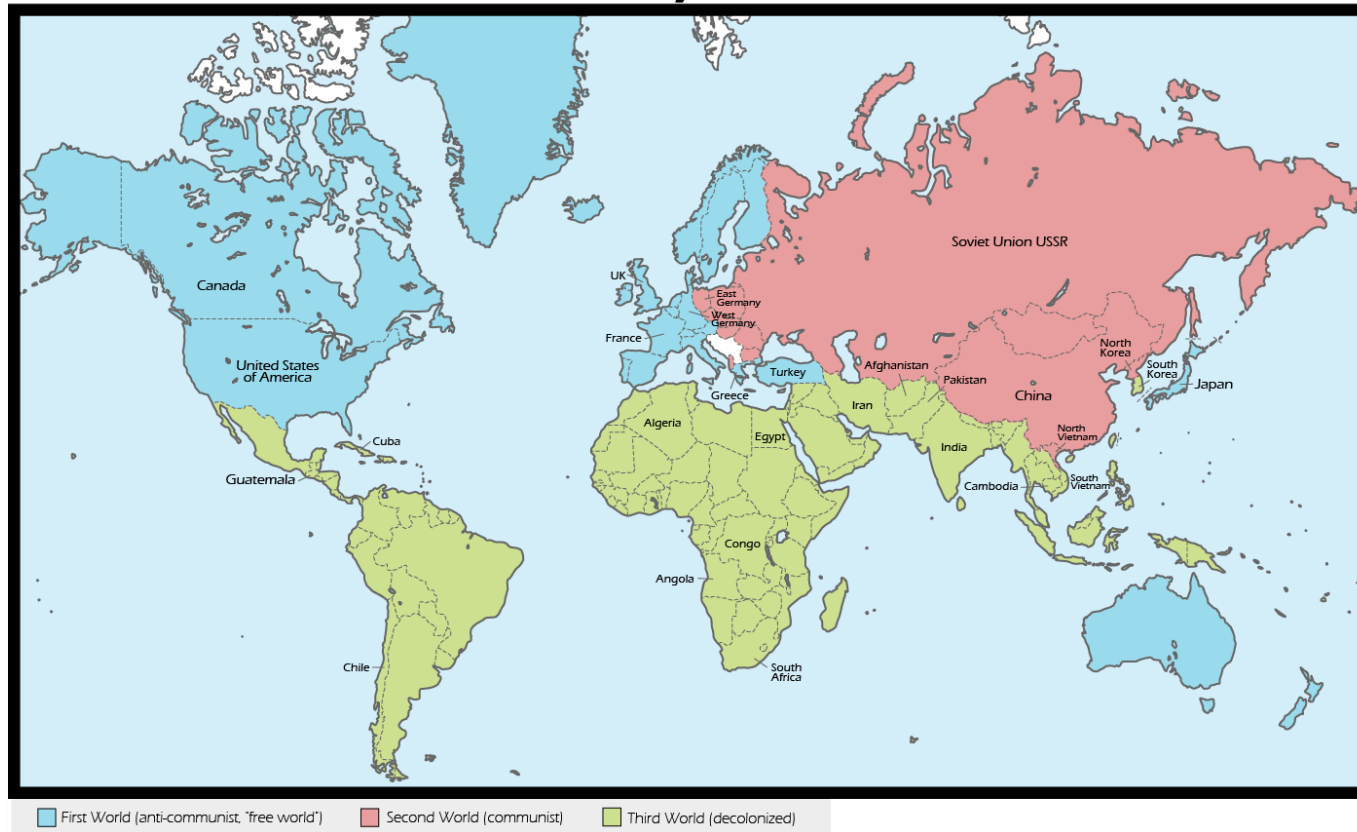 Canada
United States
of America
Cuba
Guatemala
Chile
UK
France
East
Germany
West
Germany
Greece
Turkey
Soviet Union USSR
Afghanistan
Pakistan
Iran
India
China
North
Korea
South
Korea
Japan
North
Vietnam
South
Vietnam
Cambodia
Algeria
Egypt
Congo
Angola
South
Africa
First World (anti-communist, "free world")
Second World (communist)
Third World (decolonized)